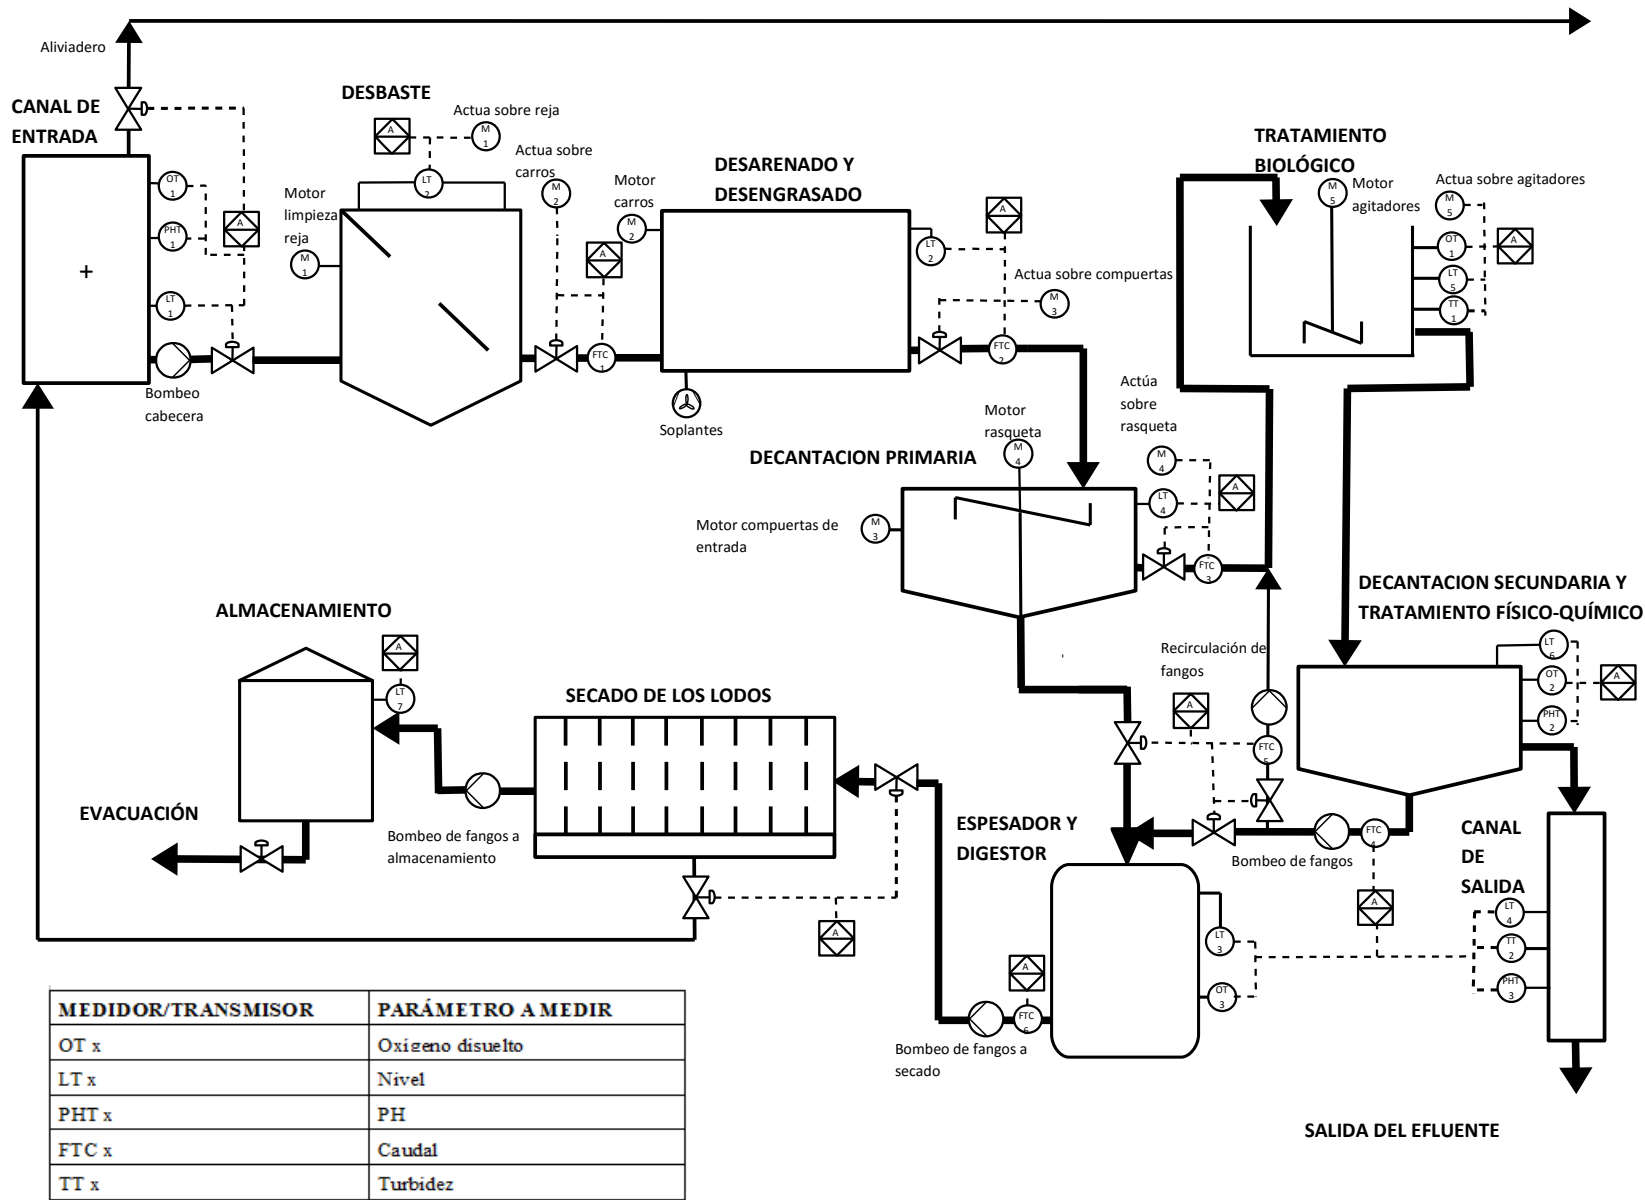 Aliviadero
CANAL DE
ENTRADA
OT
1
PHT
1
LT
1
A
Bombeo
cabecera
DESBASTE
A
Actua sobre reja
M
1
LT
2
Motor
limpieza
reja
M
1
Actua sobre
carros
M
2
A
FTC
1
Motor
carros
M
2
DESARENADO Y
DESENGRASADO
Soplantes
LT
2
A
Actua sobre compuertas
M
3
FTC
2
TRATAMIENTO
BIOLÓGICO
M
5
Motor
agitadores
Actua sobre agitadores
M
5
OT
1
LT
5
TT
1
A
DECANTACION PRIMARIA
Motor
rasqueta
M
4
Motor compuertas de
entrada
M
3
Actúa
sobre
rasqueta
M
4
LT
4
A
FTC
3
DECANTACION SECUNDARIA Y
TRATAMIENTO FÍSICO-QUÍMICO
LT
6
OT
2
PHT
2
A
Recirculación de
fangos
A
FTC
5
Bombeo de fangos
FTC
4
A
CANAL
DE
SALIDA
LT
4
TT
2
PHT
3
SALIDA DEL EFLUENTE
ESPESADOR Y
DIGESTOR
LT
3
OT
3
A
FTC
6
Bombeo de fangos a
secado
SECADO DE LOS LODOS
A
Bombeo de fangos a
almacenamiento
ALMACENAMIENTO
A
LT
7
EVACUACIÓN
MEDIDOR/TRANSMISOR PARÁMETRO A MEDIR
OT x Oxígeno disuelto
LT x Nivel
PHT x PH
FTC x Caudal
TT x Turbidez